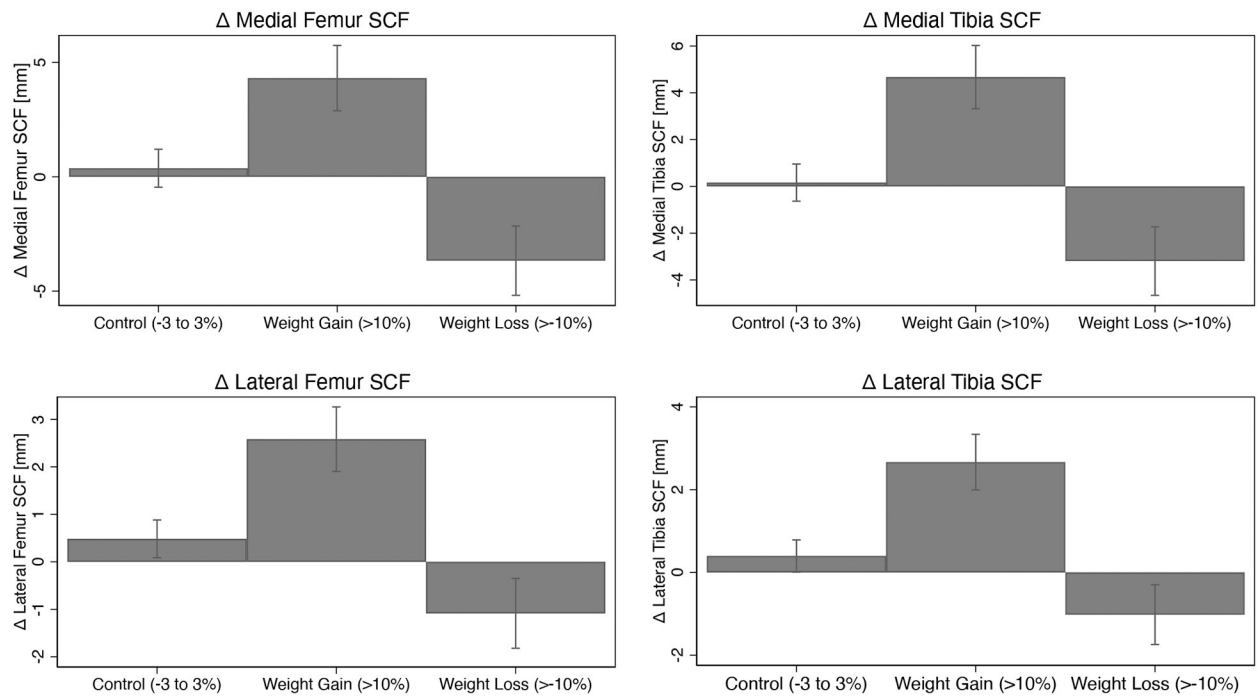 Δ Medial Femur SCF
Δ Medial Femur SCF [mm]
5
0
-5
Control (-3 to 3%) Weight Gain (>10%) Weight Loss (>-10%)
Δ Medial Tibia SCF
Δ Medial Tibia SCF [mm]
6
4
2
0
-2
-4
Control (-3 to 3%) Weight Gain (>10%) Weight Loss (>-10%)
Δ Lateral Femur SCF
Δ Lateral Femur SCF [mm]
3
2
1
0
-1
-2
Control (-3 to 3%) Weight Gain (>10%) Weight Loss (>-10%)
Δ Lateral Tibia SCF
Δ Lateral Tibia SCF [mm]
4
2
0
-2
Control (-3 to 3%) Weight Gain (>10%) Weight Loss (>-10%)